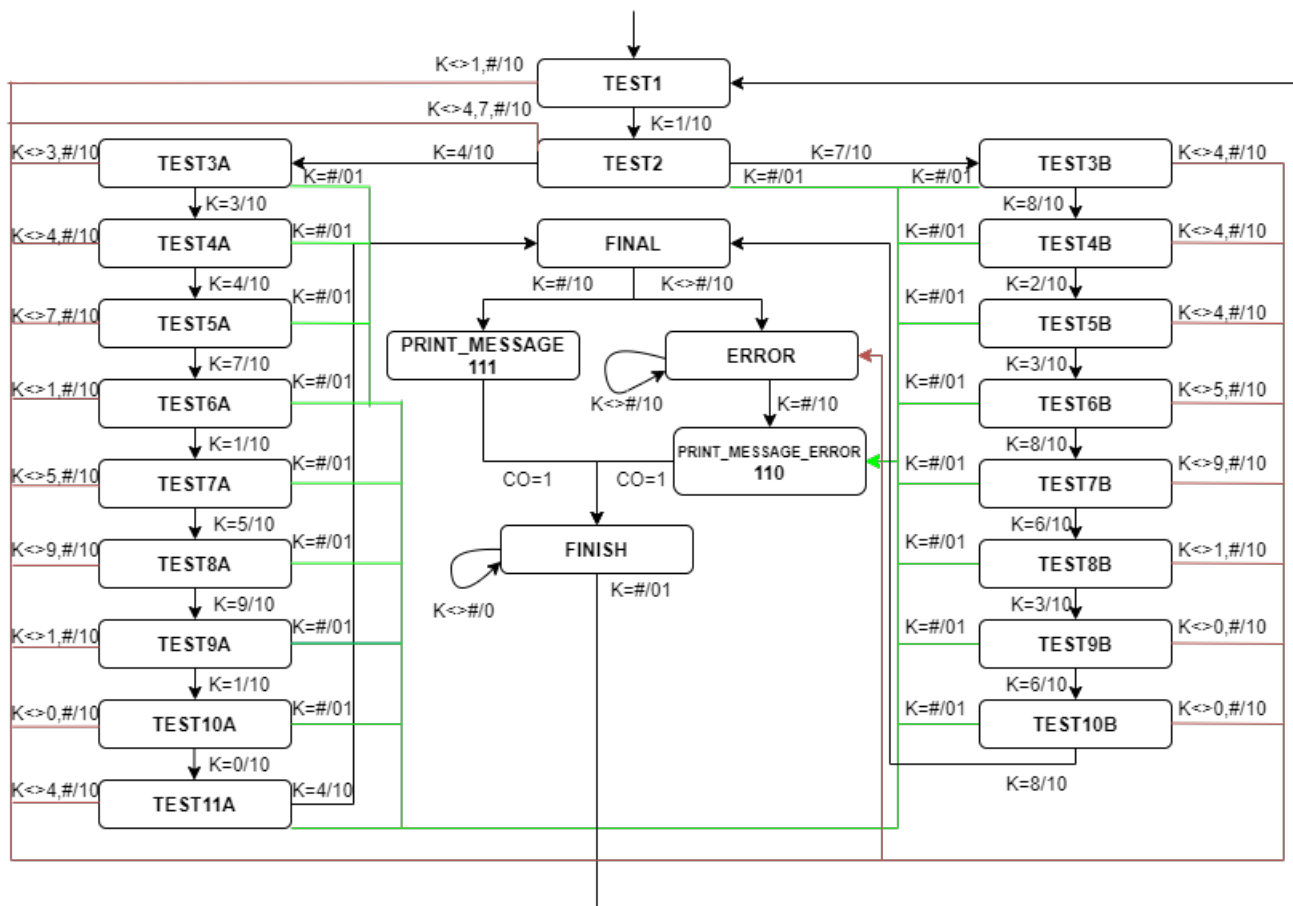 K<>1,#/10
TEST1
K<>4,7,#/10
K=1/10
K<>3,#/10
TEST3A
K=4/10
TEST2
K=7/10
TEST3B
K<>4,#/10
K=#/01
K=#/01
K=#/01
K=3/10
K=8/10
K<>4,#/10
TEST4A
K=#/01
FINAL
K=#/01
TEST4B
K<>4,#/10
K=4/10
K=#/10
K<>#/10
K=2/10
K<>7,#/10
TEST5A
K=#/01
K=#/01
TEST5B
K<>4,#/10
PRINT_MESSAGE
111
ERROR
K=7/10
K=3/10
K<>1,#/10
TEST6A
K=#/01
K<>#/10
K=#/10
K=#/01
TEST6B
K<>5,#/10
K=1/10
K=8/10
PRINT_MESSAGE_ERROR
110
K<>5,#/10
TEST7A
K=#/01
CO=1
CO=1
K=#/01
TEST7B
K<>9,#/10
K=5/10
K=6/10
K<>9,#/10
TEST8A
K=#/01
FINISH
K=#/01
TEST8B
K<>1,#/10
K=#/01
K<>#/0
K=9/10
K=3/10
K<>1,#/10
TEST9A
K=#/01
K=#/01
TEST9B
K<>0,#/10
K=1/10
K=6/10
K<>0,#/10
TEST10A
K=#/01
K=#/01
TEST10B
K<>0,#/10
K=0/10
K<>4,#/10
TEST11A
K=4/10
K=8/10